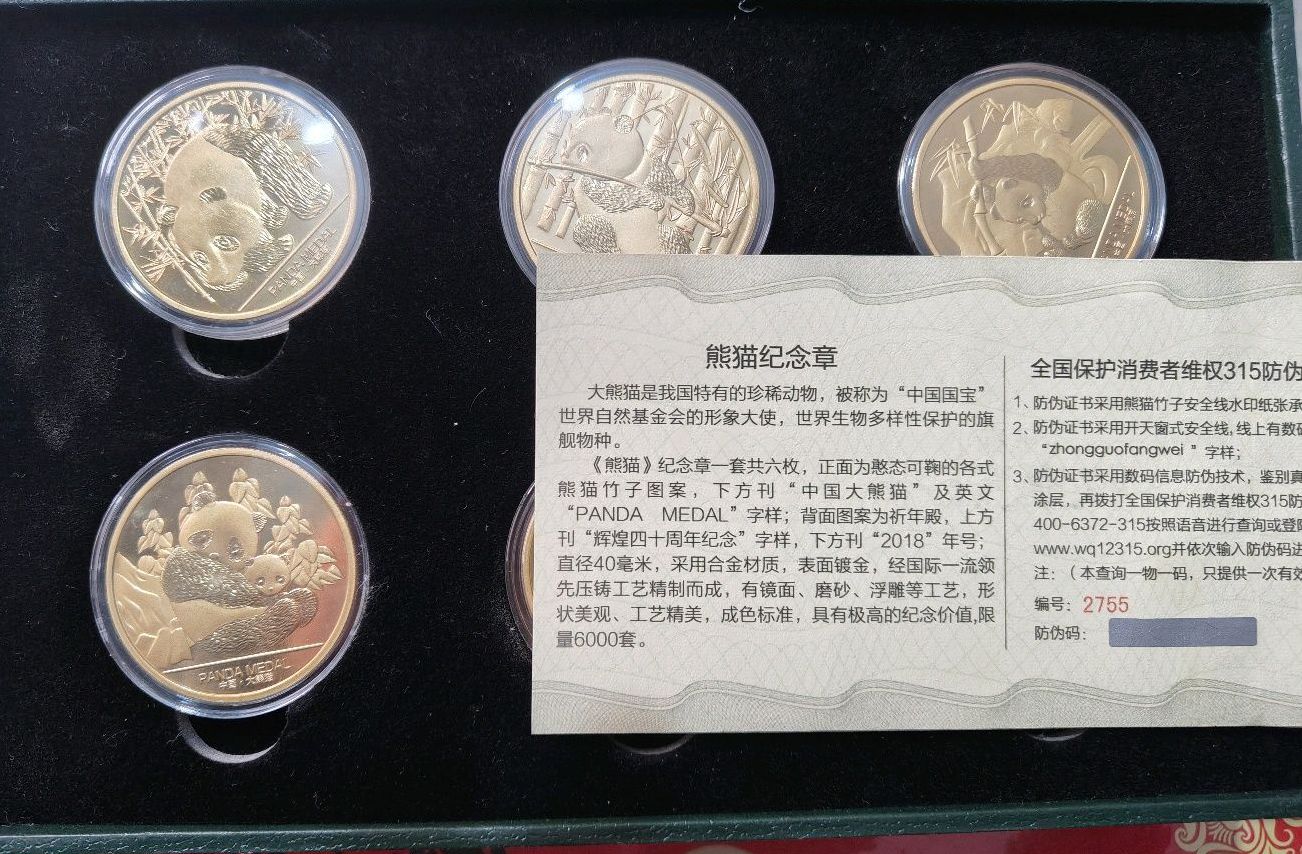 PANDA MEDAL
熊猫纪念章
大熊猫是我国特有的珍稀动物，被称为“中国国宝”
世界自然基金会的形象大使，世界生物多样性保护的旗
舰物种。
《熊猫》纪念章一套共六枚，正面为憨态可鞠的各式
熊猫竹子图案，下方刊“中国大熊猫”及英文
“PANDA MEDAL”字样；背面图案为祈年殿，上方
刊“辉煌四十周年纪念”字样，下方刊“2018”年号；
直径40毫米，采用合金材质，表面镀金，经国际一流领
先压铸工艺精制而成，有镜面、磨砂、浮雕等工艺，形
状美观、工艺精美，成色标准，具有极高的纪念价值,限
量6000套。
全国保护消费者维权315防伪
1、防伪证书采用熊猫竹子安全线水印纸张承
2、防伪证书采用开天窗式安全线,线上有数码
“zhongguofangwei ”字样；
3、防伪证书采用数码信息防伪技术，鉴别真
涂层，再拨打全国保护消费者维权315防
400-6372-315按照语音进行查询或登陆
www.wq12315.org并依次输入防伪码进
注：（本查询一物一码，只提供一次有效
编号：2755
防伪码：
PANDA MEDAL
中国·大熊猫